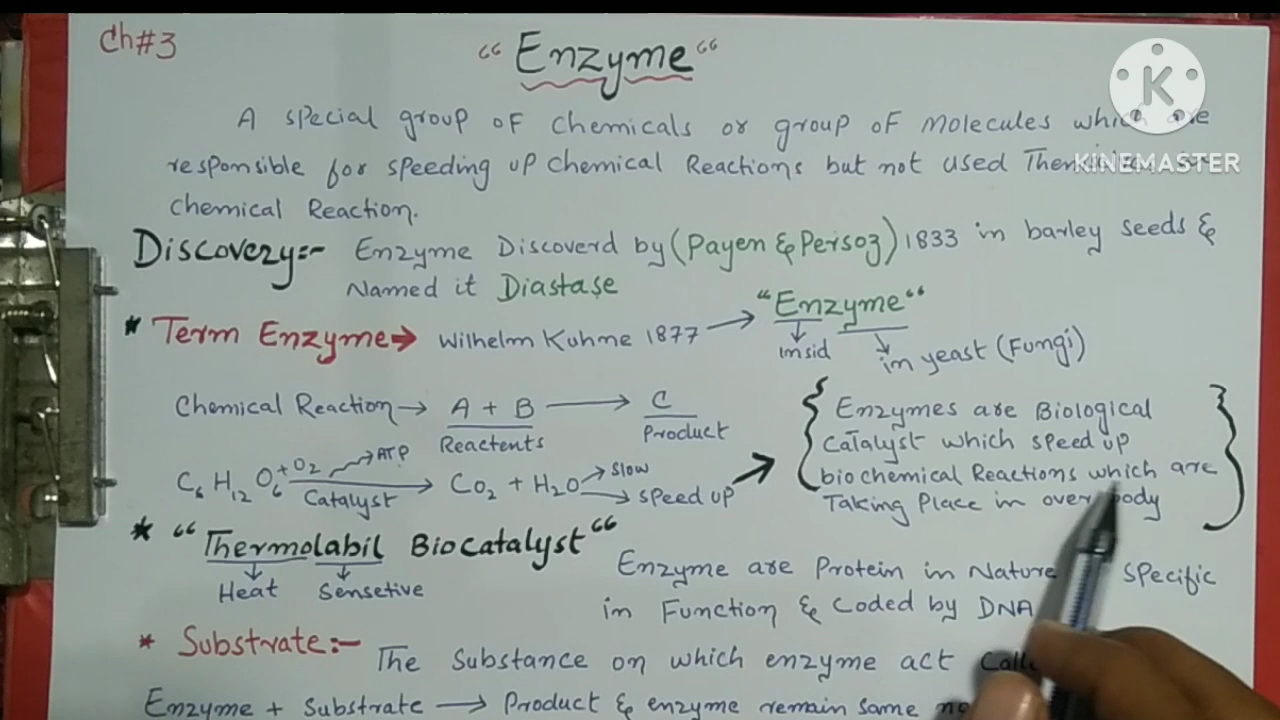 Ch#3
“Enzyme“
A special group of chemicals or group of molecules which are
responsible for speeding up chemical Reactions but not used in
chemical Reaction.
Discovery:- Enzyme Discoverd by (Payen & Persoz) 1833 in barley seeds &
Named it Diastase
* Term Enzyme → Wilhelm Kuhne 1877 → “Enzyme“
insid in yeast (Fungi)
Chemical Reaction → A + B → C
Reactents Product
C6 H12 O6 + O2 → ATP Catalyst → CO2 + H2O → Slow → Speed up →
Enzymes are Biological
Catalyst which speed up
biochemical Reactions which are
Taking Place in over body
* “Thermolabil Biocatalyst“
Heat Sensetive
Enzyme are Protein in Nature Specific
in Function & Coded by DNA
* Substrate:- The Substance on which enzyme act
Enzyme + Substrate → Product & enzyme remain same
K
KINEMASTER